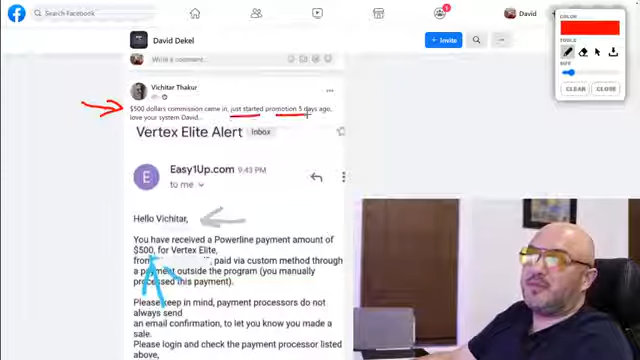 Search Facebook
David
COLOR
TOOLS
SIZE
CLEAR
CLOSE
David Dekel
+ Invite
Write a comment...
Vichitar Thakur
$500 dollars commission came in, just started promotion 5 days ago,
love your system David...
Vertex Elite Alert
Inbox
E
Easy1Up.com 9:43 PM
to me
Hello Vichitar,
You have received a Powerline payment amount of
$500, for Vertex Elite,
from
paid via custom method through
a payment outside the program (you manually
processed this payment).
Please keep in mind, payment processors do not
always send
an email confirmation, to let you know you made a
sale.
Please login and check the payment processor listed
above,